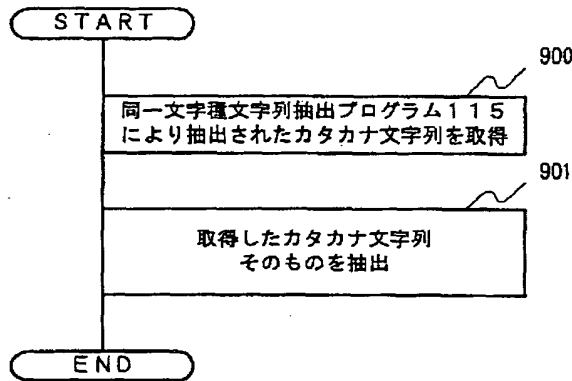 START
900
同一文字種文字列抽出プログラム115
により抽出されたカタカナ文字列を取得
901
取得したカタカナ文字列
そのものを抽出
END